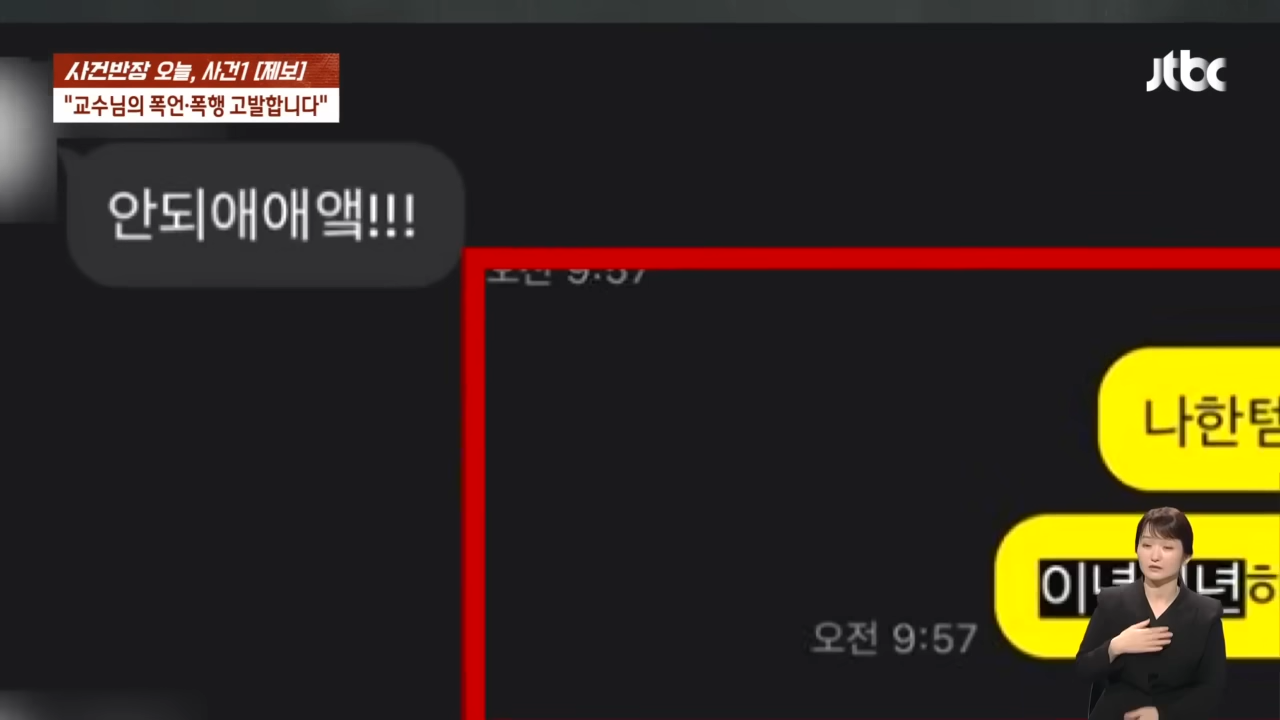 사건반장 오늘, 사건1 [제보]
jtbc
"교수님의 폭언·폭행 고발합니다"
안되애애앸!!!
오전 9:57
나한텀
오전 9:57